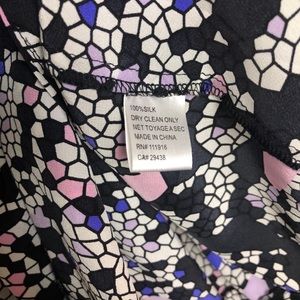 100%SILK
DRY CLEAN ONLY
NET TOYAGE A SEC
MADE IN CHINA
RN# 111916
CA# 29438